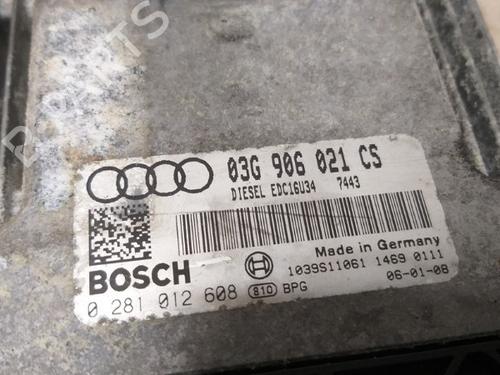 03G 906 021 CS
DIESEL EDC16U34 7443
Made in Germany
BOSCH
1039S11061 1469 0111
0 281 012 608 810 BPG
06-01-08
B-PARTS